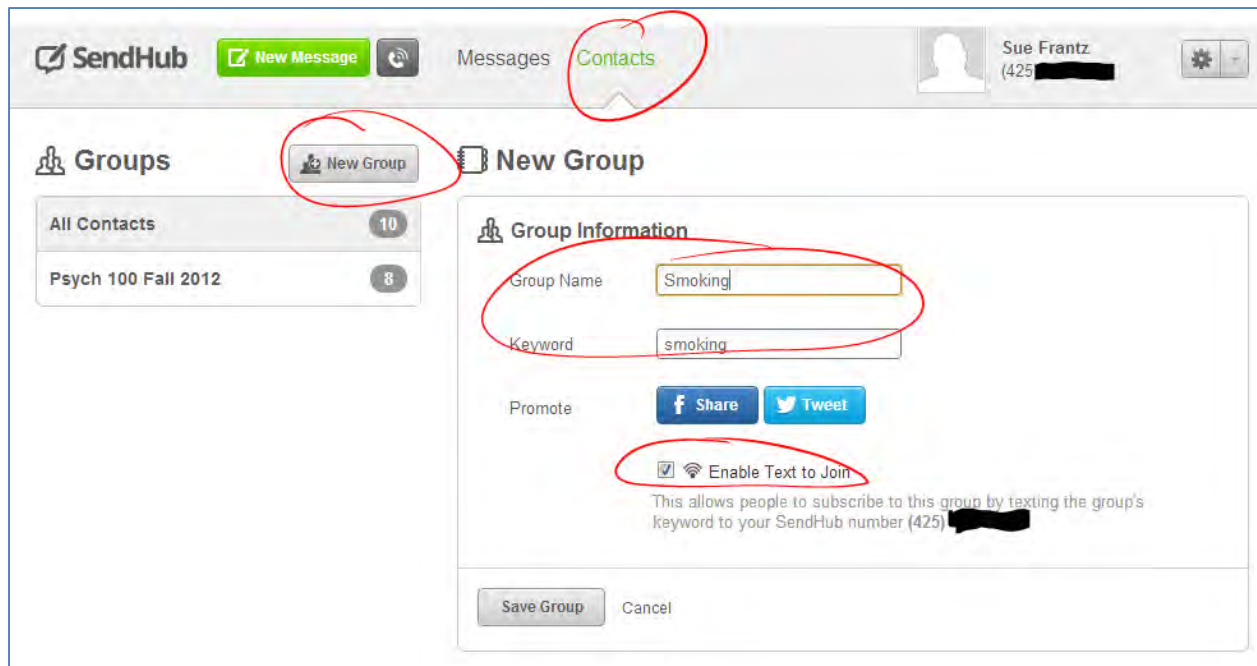 SendHub
New Message
Messages
Contacts
Sue Frantz
(425
Groups
New Group
New Group
All Contacts
10
Psych 100 Fall 2012
8
Group Information
Group Name
Smoking
Keyword
smoking
Promote
f Share
Tweet
Enable Text to Join
This allows people to subscribe to this group by texting the group's
keyword to your SendHub number (425)
Save Group
Cancel